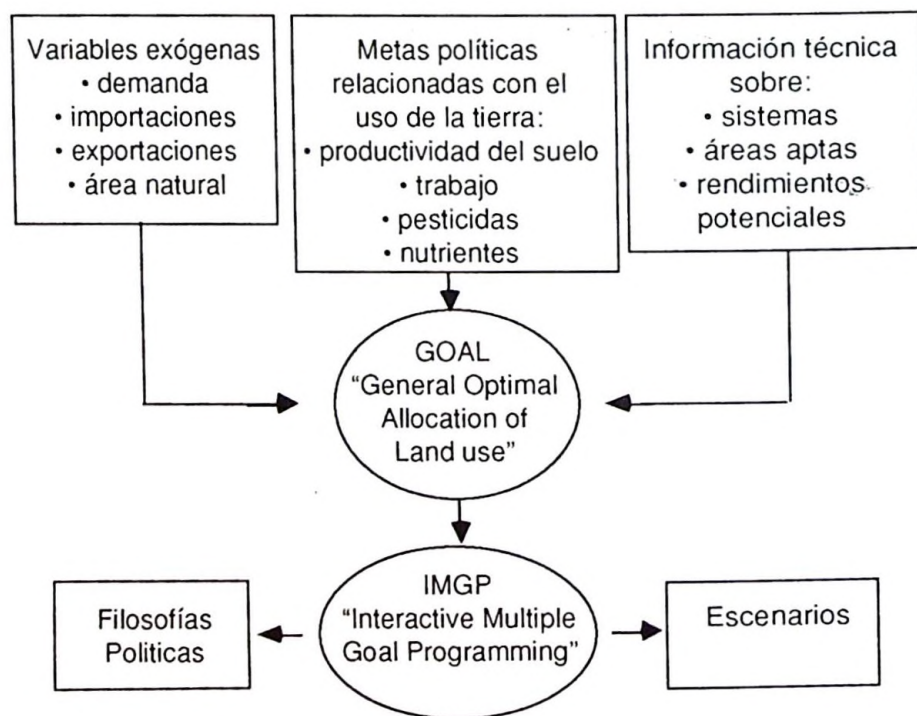 Variables exógenas
• demanda
• importaciones
• exportaciones
• área natural
Metas políticas
relacionadas con el
uso de la tierra:
• productividad del suelo
• trabajo
• pesticidas
• nutrientes
Información técnica
sobre:
• sistemas
• áreas aptas
• rendimientos
potenciales
GOAL
“General Optimal
Allocation of
Land use”
IMGP
“Interactive Multiple
Goal Programming”
Filosofías
Politicas
Escenarios